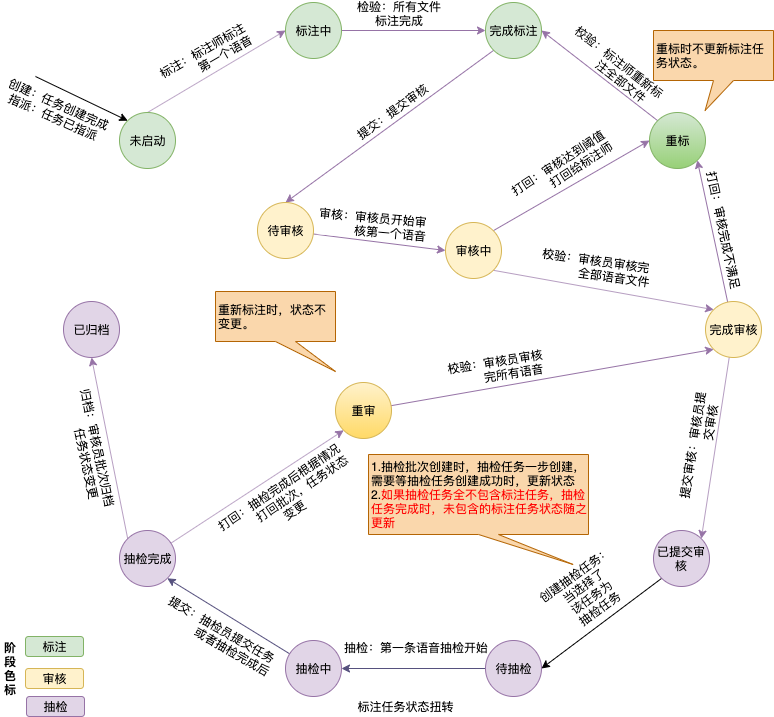 检验：所有文件
标注完成
标注中
完成标注
标注：标注师标注
第一个语音
校验：标注师重新标
注全部文件
重标时不更新标注任
务状态。
创建：任务创建完成
指派：任务已指派
未启动
提交：提交审核
重标
打回：审核达到阈值
打回给标注师
打回：审核完成不满足
待审核
审核：审核员开始审
核第一个语音
审核中
校验：审核员审核完
全部语音文件
重新标注时，状态不
变更。
已归档
完成审核
校验：审核员审核
完所有语音
重审
归档：审核员批次归档
任务状态变更
打回：抽检完成后根据情况
打回批次，任务状态
变更
提交审核：审核员提
交审核
1.抽检批次创建时，抽检任务一步创建，
需要等抽检任务创建成功时，更新状态
2.如果抽检任务全不包含标注任务，抽检
任务完成时，未包含的标注任务状态随之
更新
抽检完成
已提交审
核
创建抽检任务：
当选择了
该任务为
抽检任务
提交：抽检员提交任务
或者抽检完成后
抽检：第一条语音抽检开始
抽检中
待抽检
阶
段
色
标
标注
审核
抽检
标注任务状态扭转